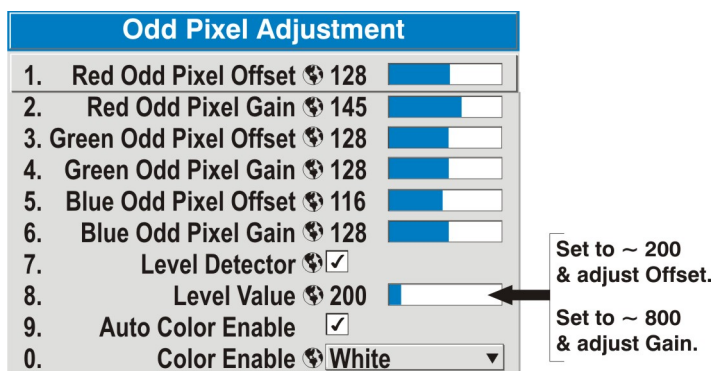 Odd Pixel Adjustment
1. Red Odd Pixel Offset 128
2. Red Odd Pixel Gain 145
3. Green Odd Pixel Offset 128
4. Green Odd Pixel Gain 128
5. Blue Odd Pixel Offset 116
6. Blue Odd Pixel Gain 128
7. Level Detector ✓
8. Level Value 200
9. Auto Color Enable ✓
0. Color Enable White ▼
Set to ~ 200
& adjust Offset.
Set to ~ 800
& adjust Gain.